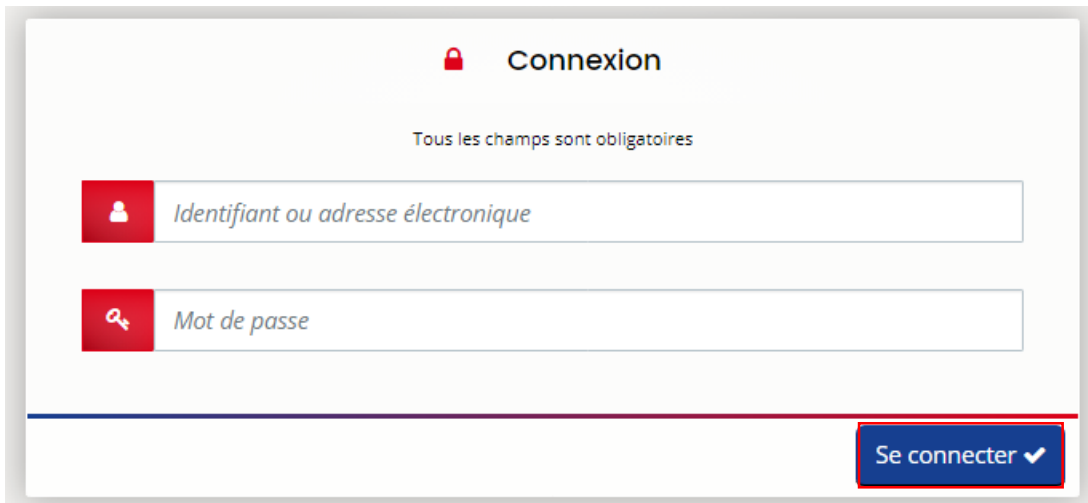 Connexion
Tous les champs sont obligatoires
Identifiant ou adresse électronique
Mot de passe
Se connecter